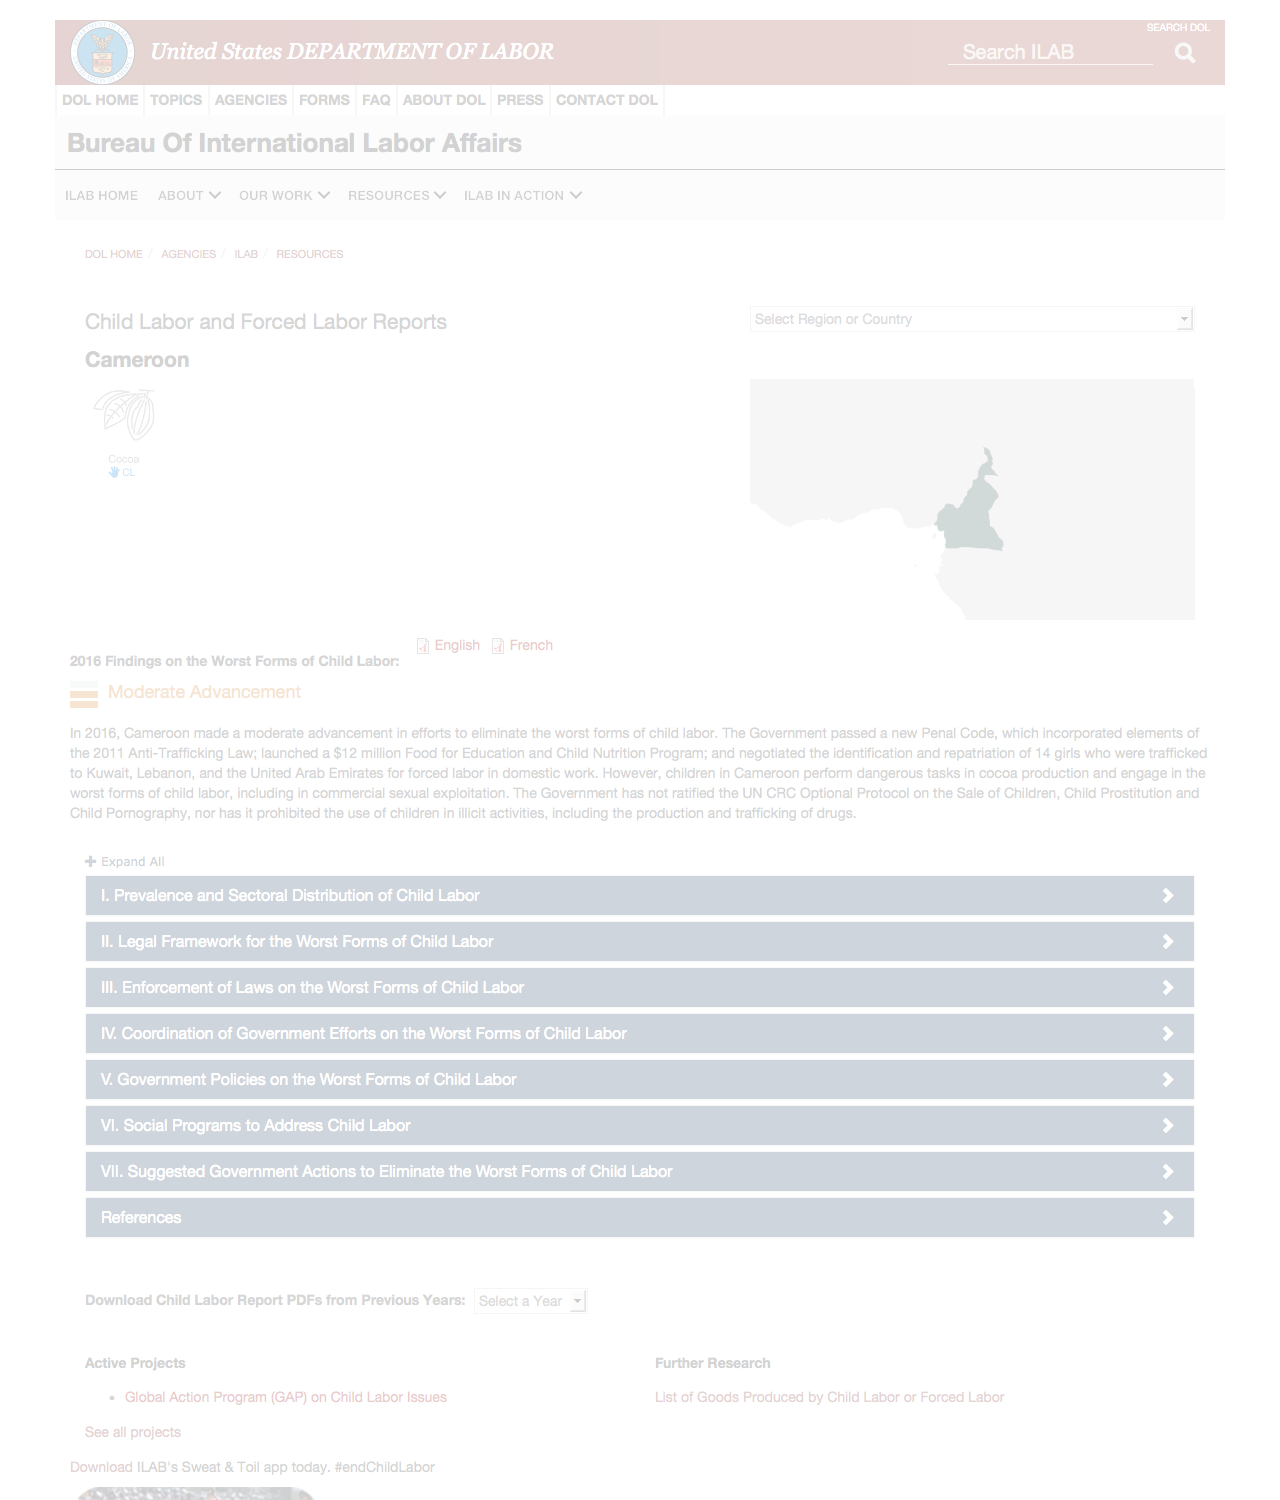 SEARCH DOL
United States DEPARTMENT OF LABOR
Search ILAB
DOL HOME TOPICS AGENCIES FORMS FAQ ABOUT DOL PRESS CONTACT DOL
Bureau Of International Labor Affairs
ILAB HOME ABOUT OUR WORK RESOURCES ILAB IN ACTION
DOL HOME / AGENCIES / ILAB / RESOURCES
Child Labor and Forced Labor Reports
Select Region or Country
Cameroon
Cocoa
CL
English French
2016 Findings on the Worst Forms of Child Labor:
Moderate Advancement
In 2016, Cameroon made a moderate advancement in efforts to eliminate the worst forms of child labor. The Government passed a new Penal Code, which incorporated elements of
the 2011 Anti-Trafficking Law; launched a $12 million Food for Education and Child Nutrition Program; and negotiated the identification and repatriation of 14 girls who were trafficked
to Kuwait, Lebanon, and the United Arab Emirates for forced labor in domestic work. However, children in Cameroon perform dangerous tasks in cocoa production and engage in the
worst forms of child labor, including in commercial sexual exploitation. The Government has not ratified the UN CRC Optional Protocol on the Sale of Children, Child Prostitution and
Child Pornography, nor has it prohibited the use of children in illicit activities, including the production and trafficking of drugs.
Expand All
I. Prevalence and Sectoral Distribution of Child Labor
II. Legal Framework for the Worst Forms of Child Labor
III. Enforcement of Laws on the Worst Forms of Child Labor
IV. Coordination of Government Efforts on the Worst Forms of Child Labor
V. Government Policies on the Worst Forms of Child Labor
VI. Social Programs to Address Child Labor
VII. Suggested Government Actions to Eliminate the Worst Forms of Child Labor
References
Download Child Labor Report PDFs from Previous Years: Select a Year
Active Projects
• Global Action Program (GAP) on Child Labor Issues
See all projects
Further Research
List of Goods Produced by Child Labor or Forced Labor
Download ILAB's Sweat & Toil app today. #endChildLabor